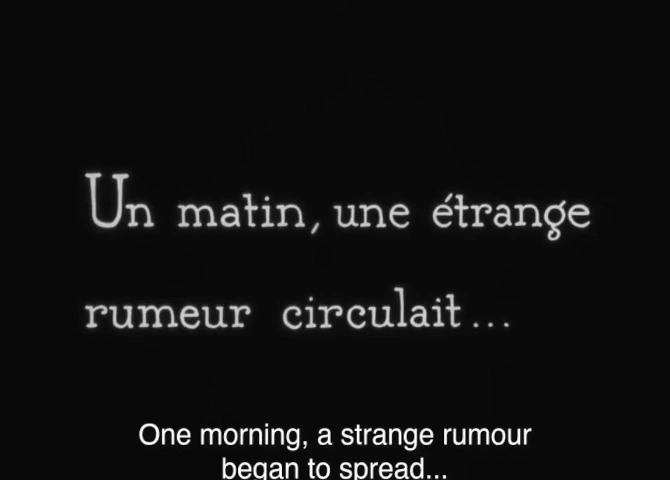 Un matin, une étrange
rumeur circulait...
One morning, a strange rumour
began to spread...